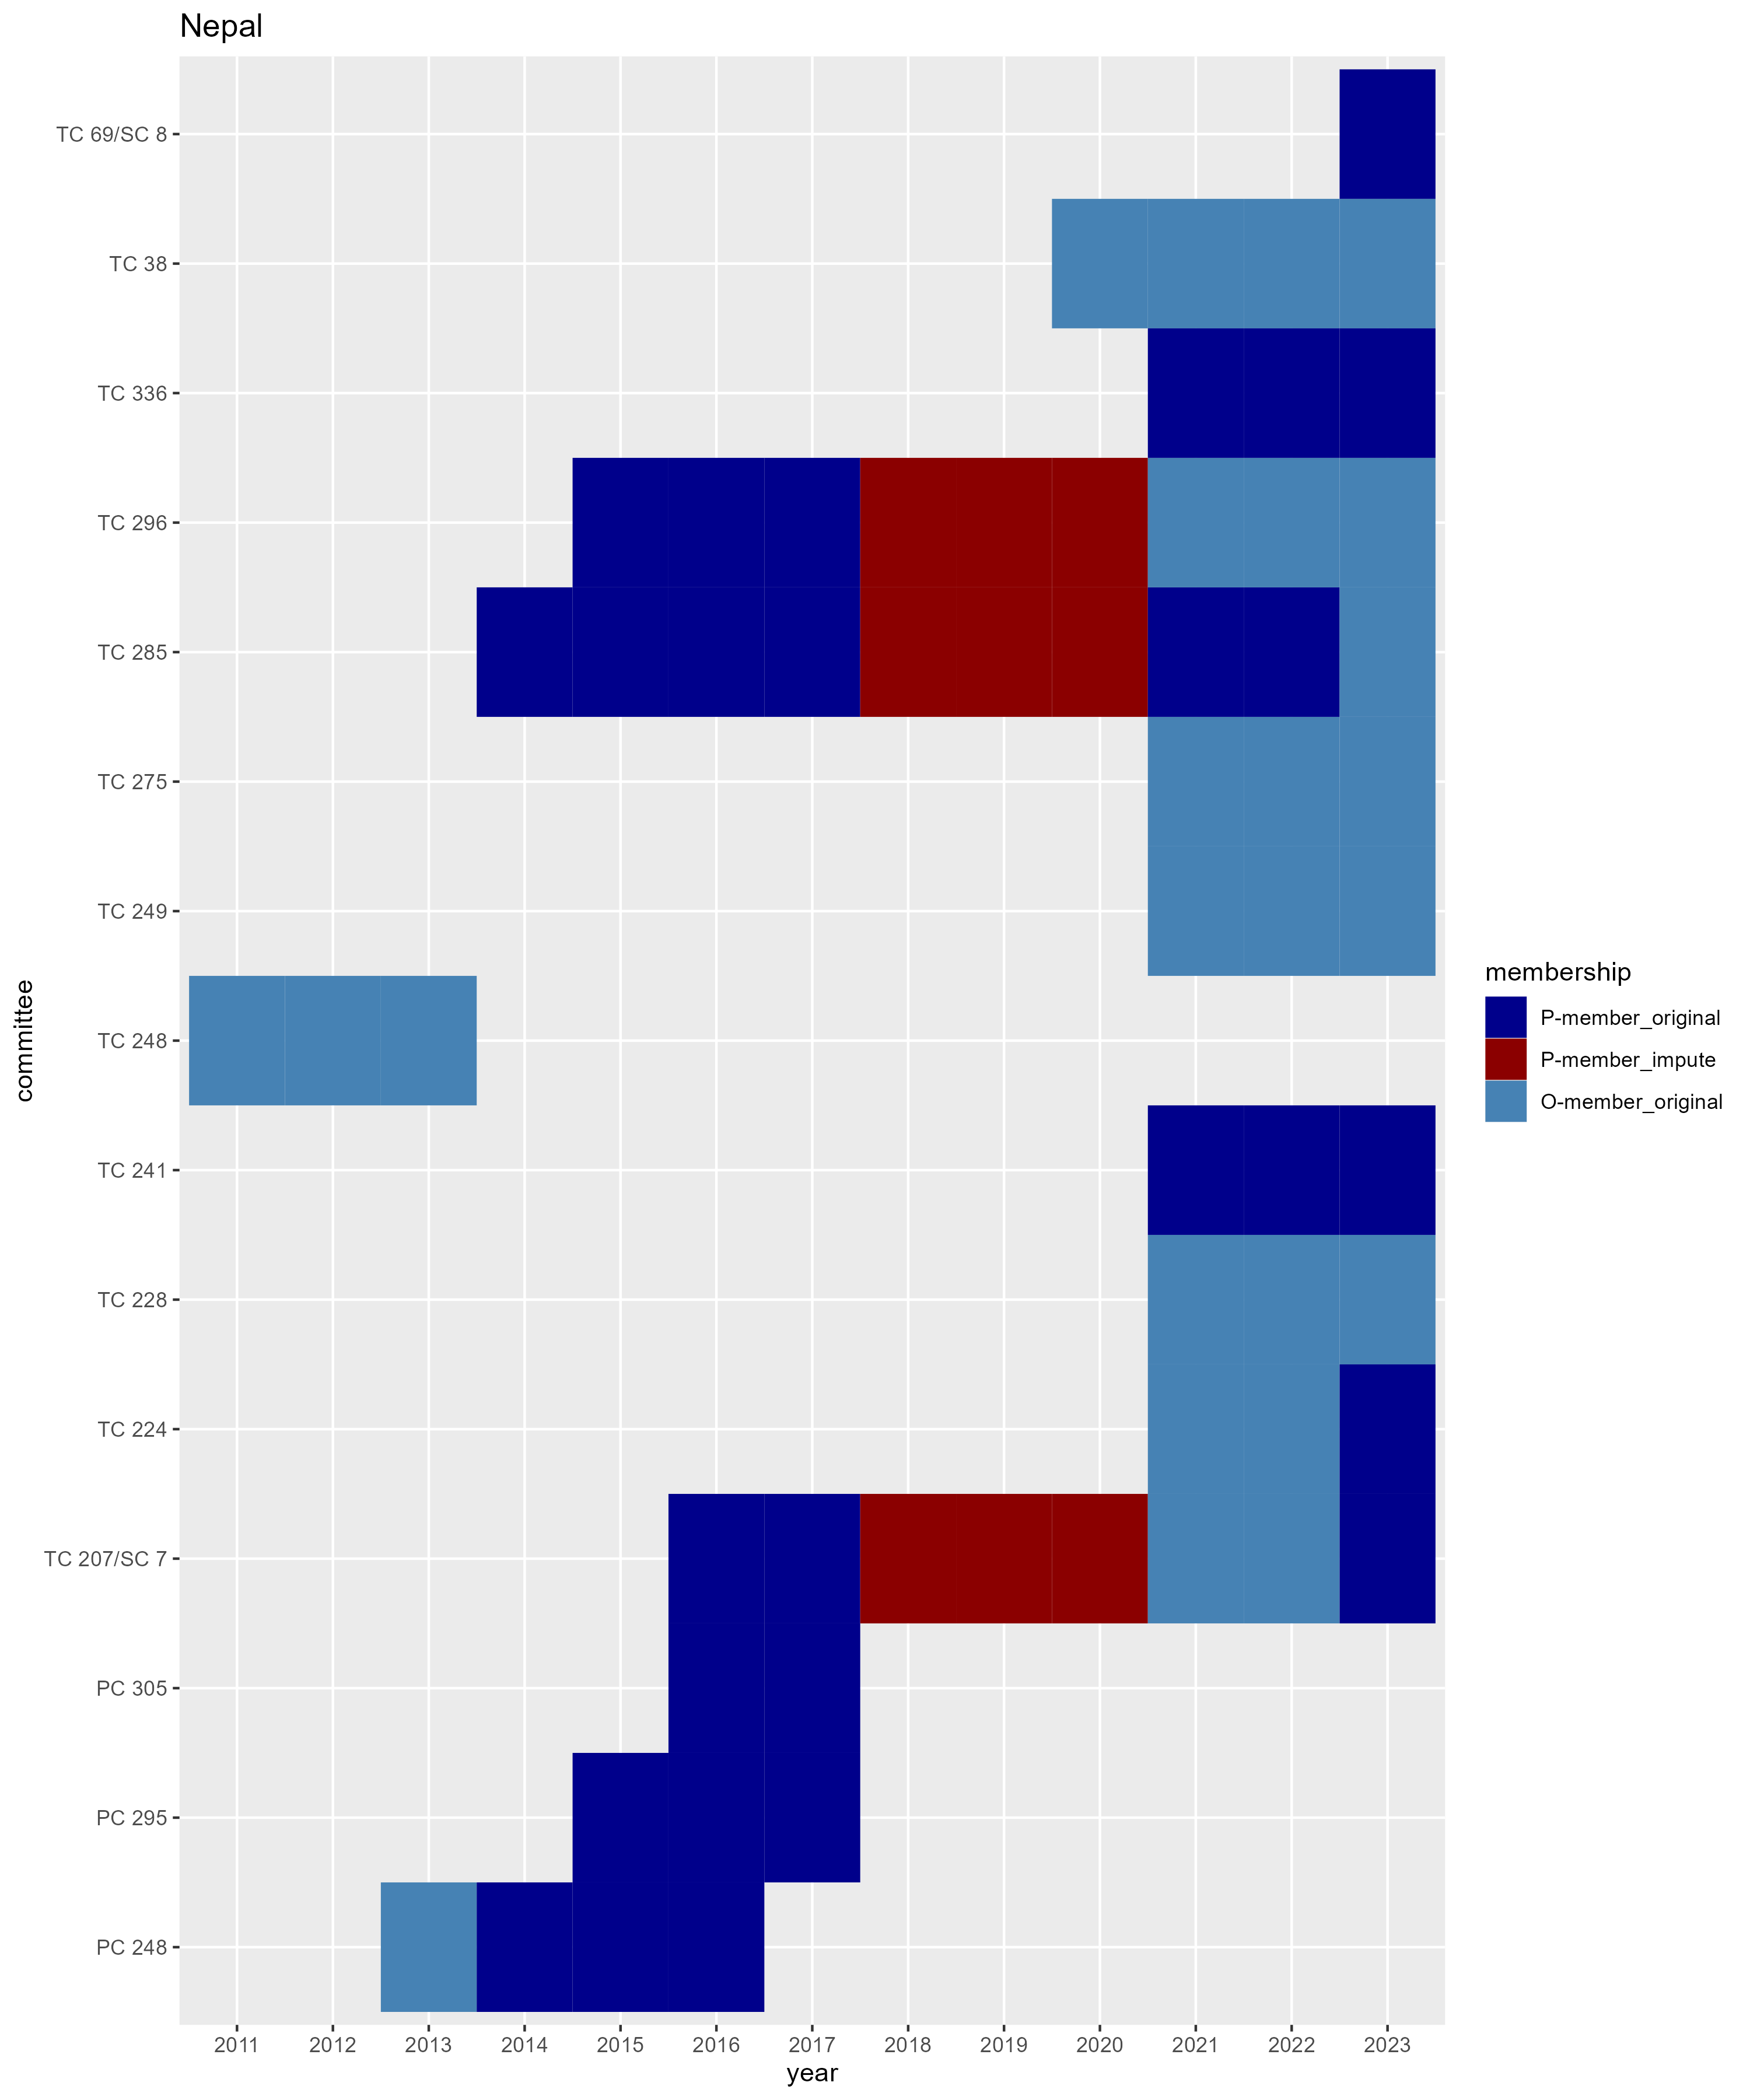 Nepal
TC 69/SC 8
TC 38
TC 336
TC 296
TC 285
TC 275
TC 249
TC 248
TC 241
TC 228
TC 224
TC 207/SC 7
PC 305
PC 295
PC 248
committee
2011 2012 2013 2014 2015 2016 2017 2018 2019 2020 2021 2022 2023
year
membership
P-member_original
P-member_impute
O-member_original